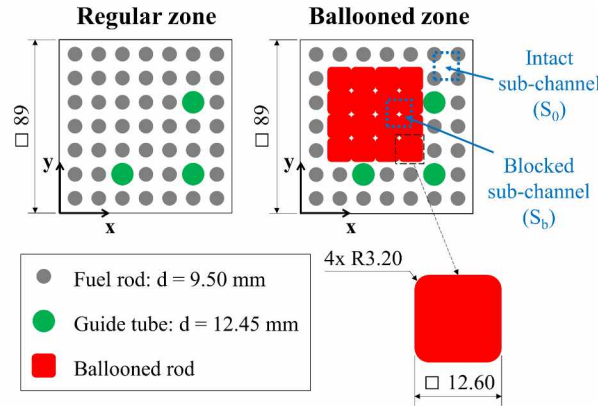 Regular zone
Ballooned zone
□ 89
y
x
□ 89
y
x
Intact
sub-channel
(S0)
Blocked
sub-channel
(Sb)
Fuel rod: d = 9.50 mm
Guide tube: d = 12.45 mm
Ballooned rod
4x R3.20
□ 12.60